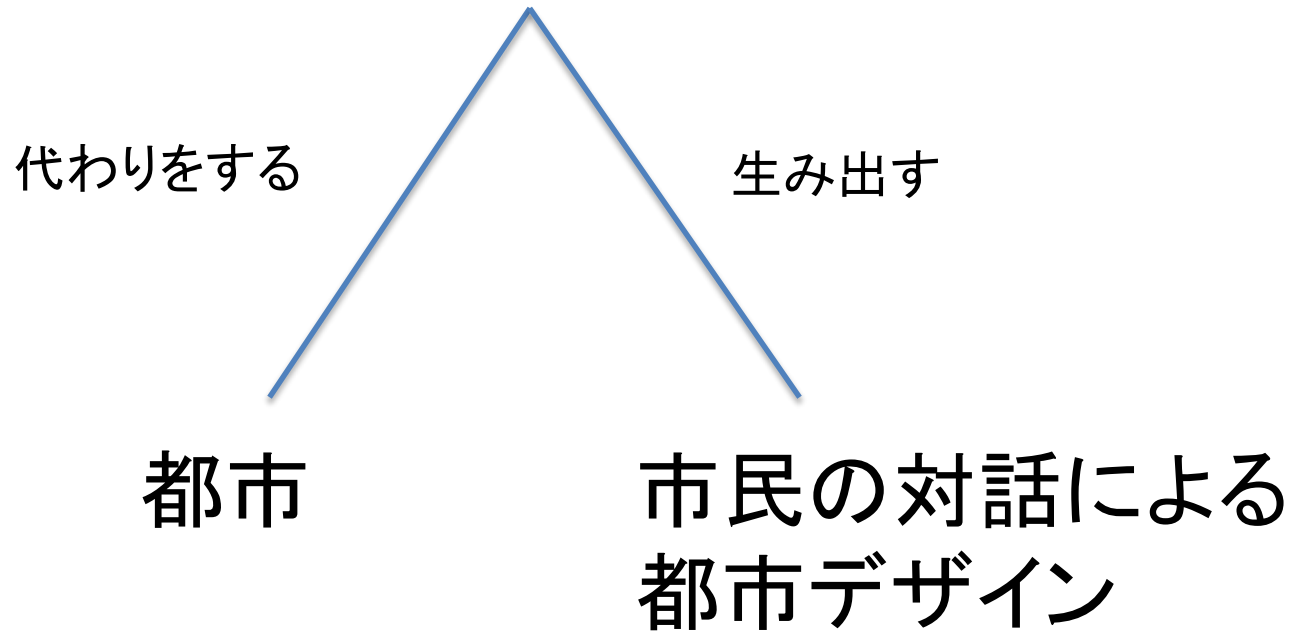 代わりをする
生み出す
都市
市民の対話による
都市デザイン